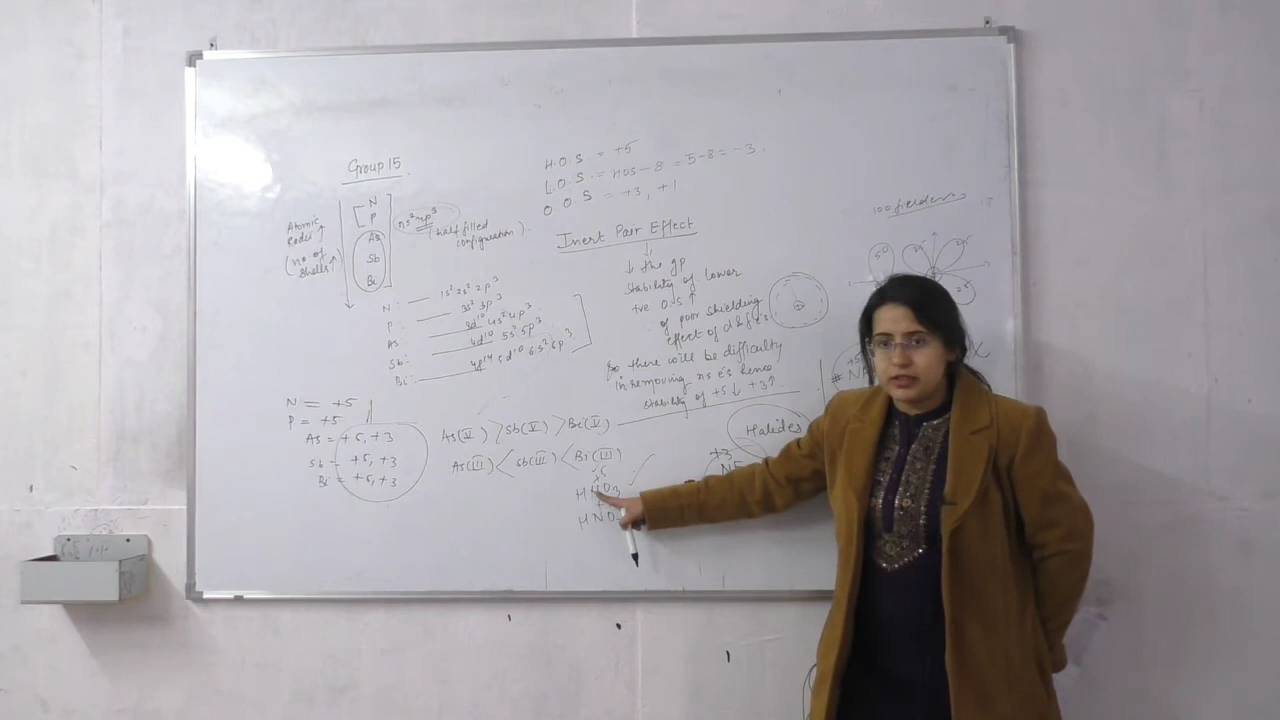 Group 15
N
P
As
Sb
Bi
Atomic
Radii ↑
(no of
shells↑)
ns² np³
(half filled
configuration).
N: — 1s² 2s² 2p³
P: — 3s² 3p³
As: — 3d¹⁰ 4s² 4p³
Sb: — 4d¹⁰ 5s² 5p³
Bi: — 4f¹⁴ 5d¹⁰ 6s² 6p³
N = +5
P = +5
As = +5, +3
Sb = +5, +3
Bi = +5, +3
H.O.S. = +5
L.O.S. = HOS - 8 = 5-8 = -3.
O.O.S = +3, +1
Inert Pair Effect
↓ the gp
stability of lower
+ve O.S ↑
of poor shielding
effect of d & f e's
there will be difficulty
in removing ns e's hence
stability of +5 ↓ +3↑
As(V) > Sb(V) > Bi(V)
As(III) < Sb(III) < Bi(III)
+5
HNO3
HNO
Halides
+3
+5